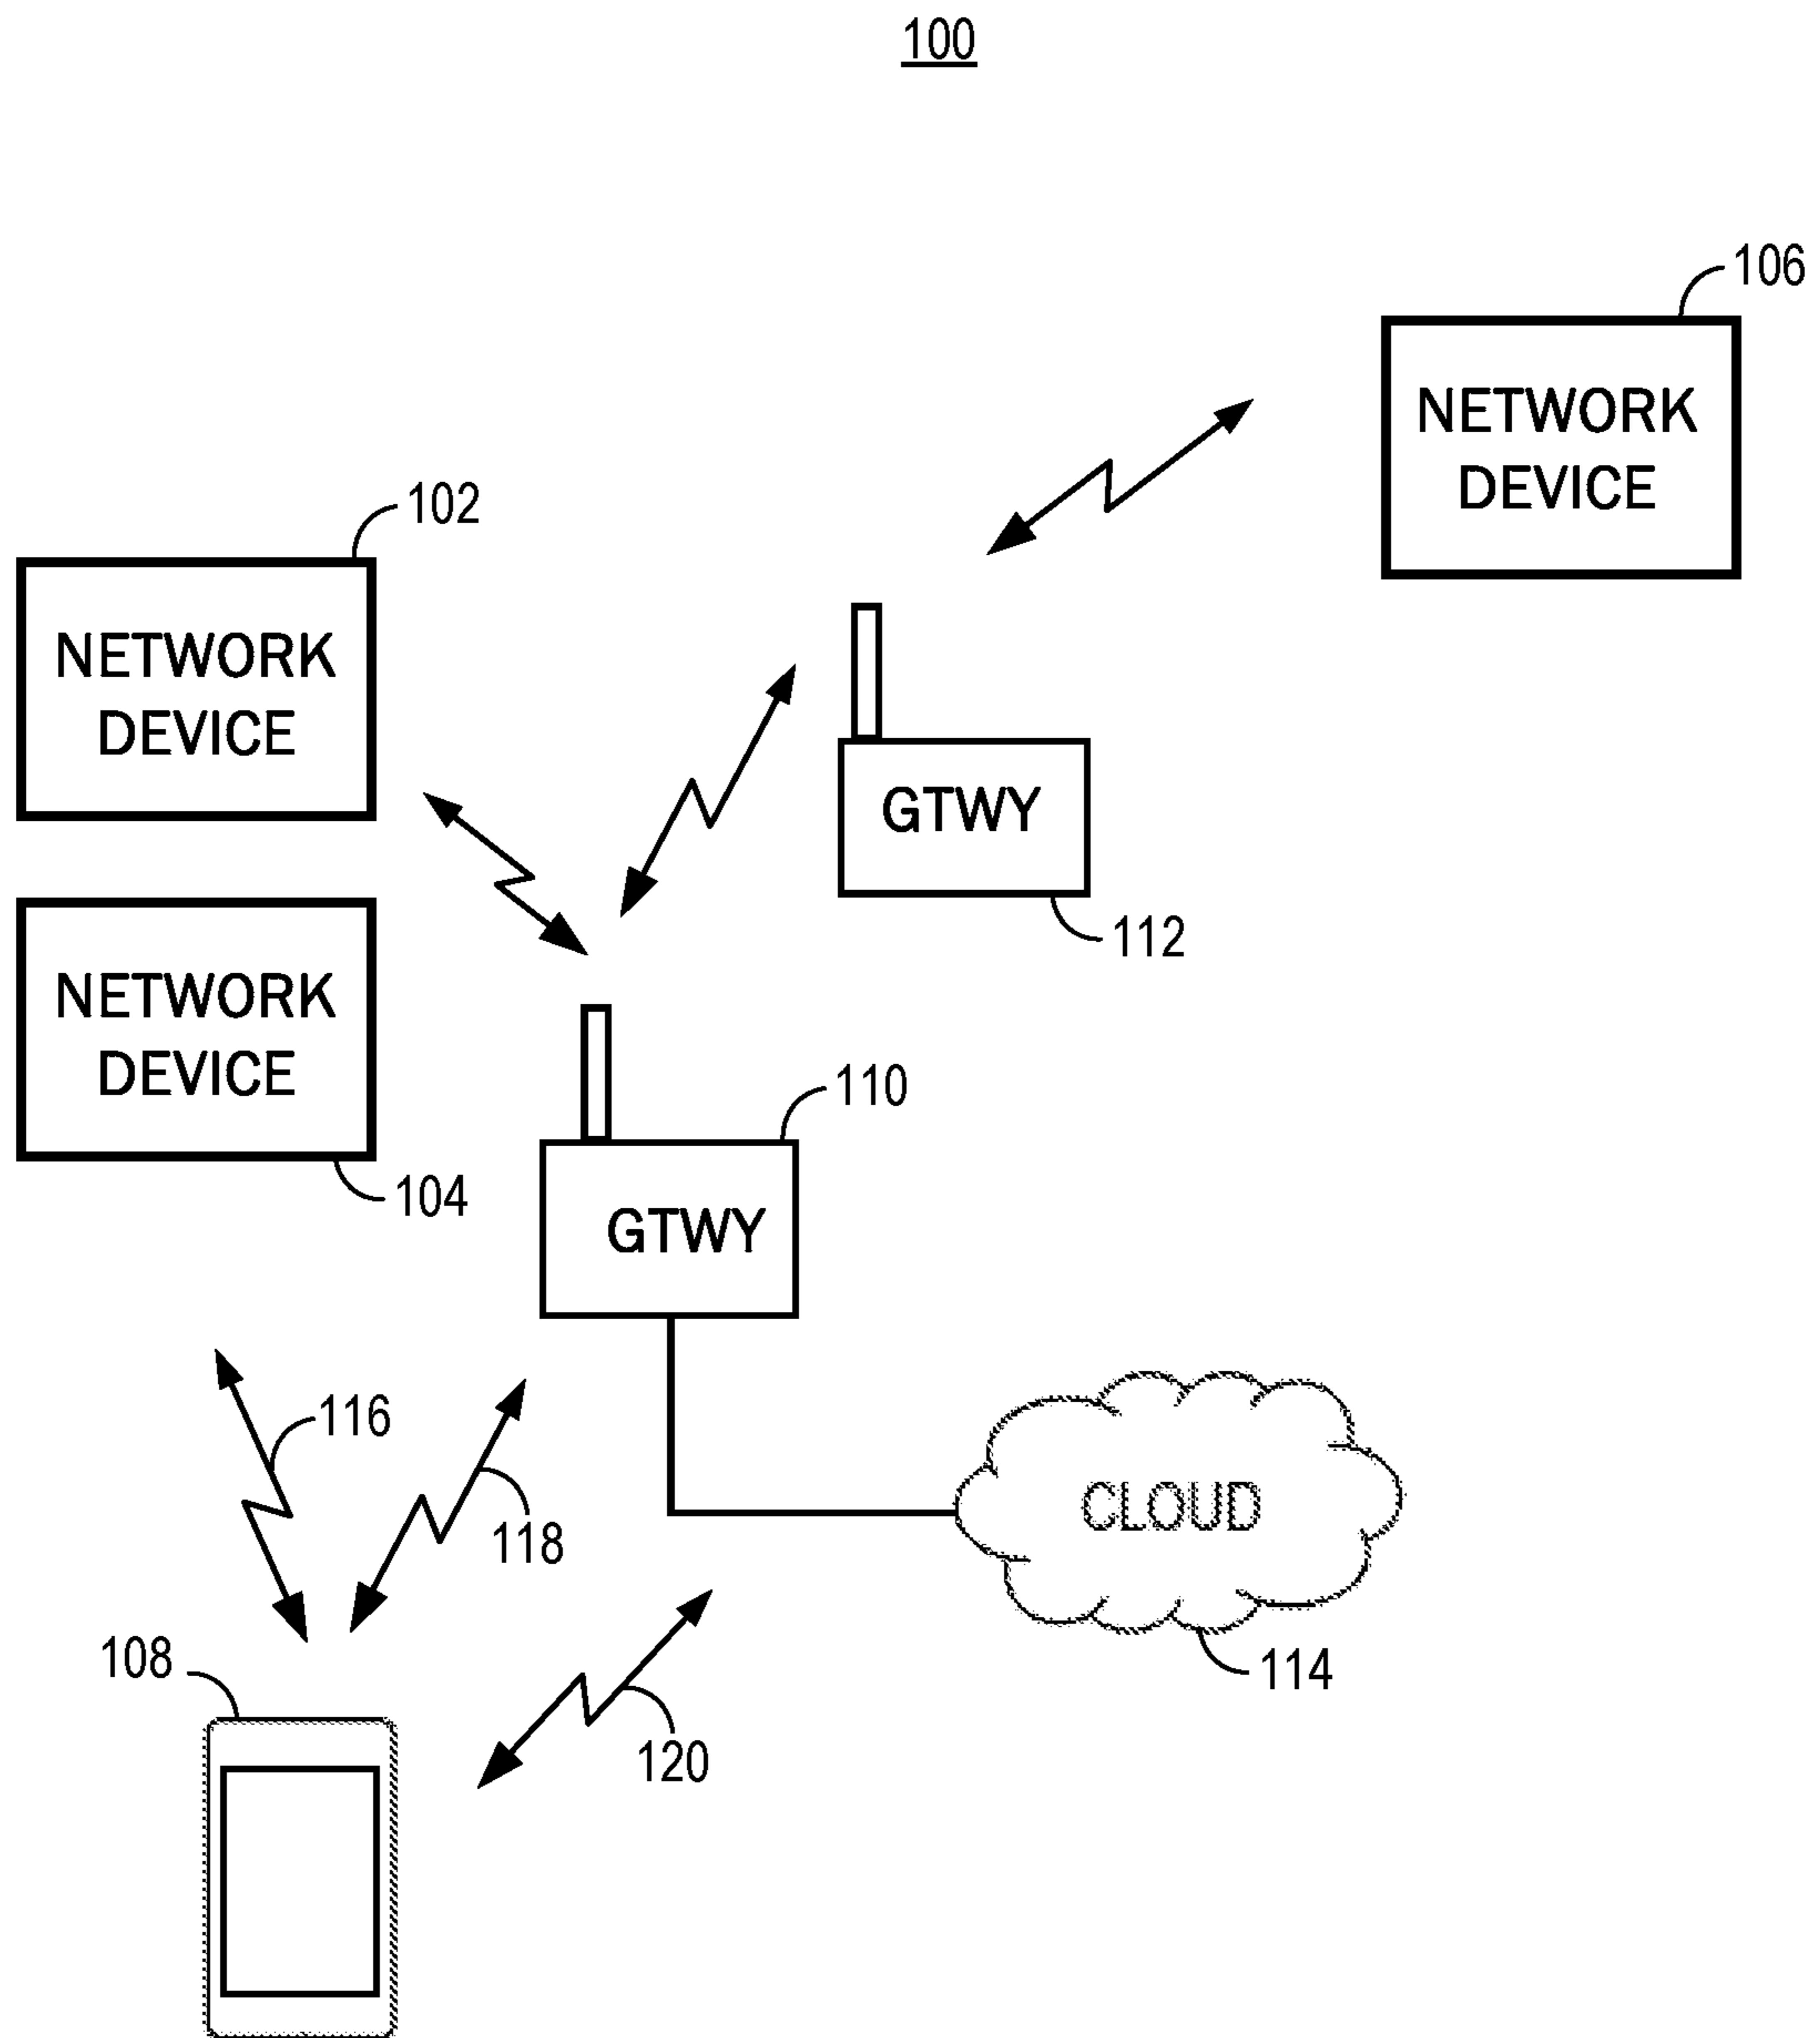 100
106
NETWORK
DEVICE
102
NETWORK
DEVICE
GTWY
112
NETWORK
DEVICE
104
110
GTWY
116
118
CLOUD
114
108
120